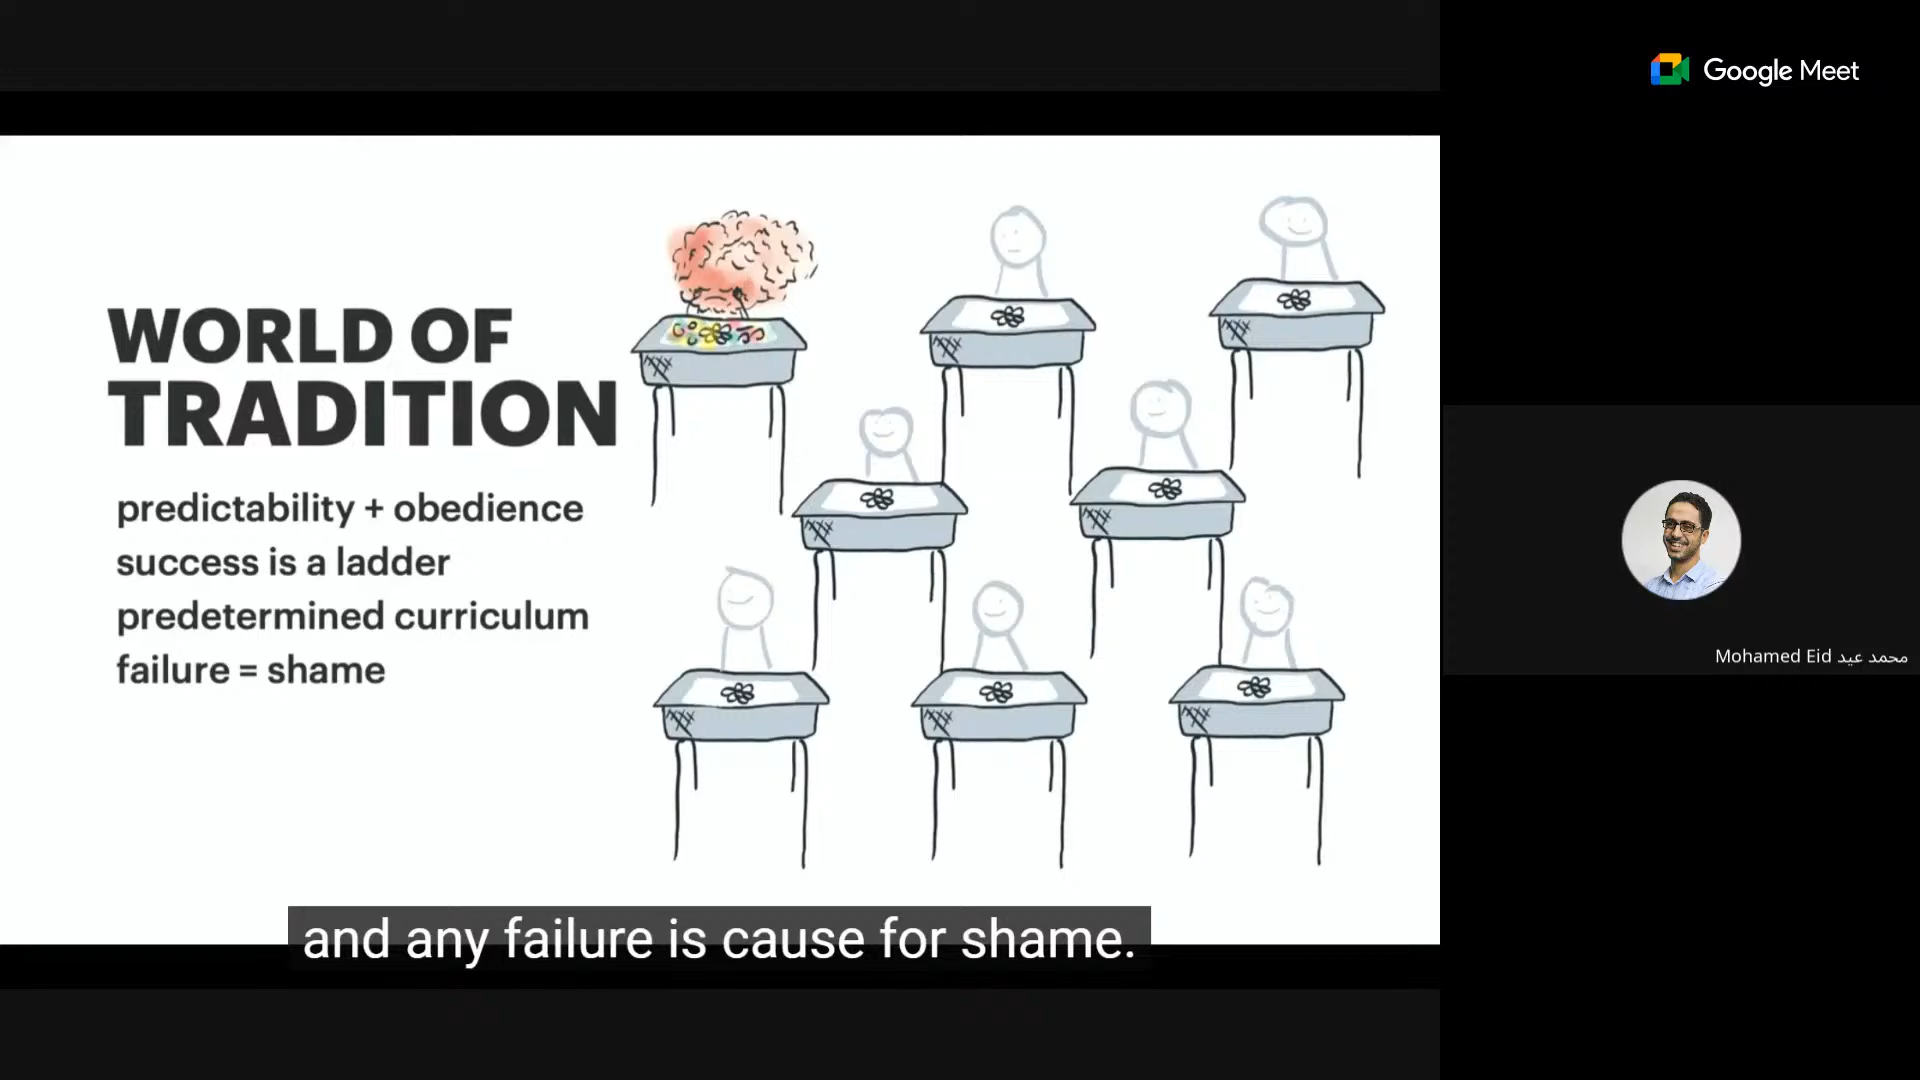 Google Meet
WORLD OF
TRADITION
predictability + obedience
success is a ladder
predetermined curriculum
failure = shame
and any failure is cause for shame.
Mohamed Eid محمد عيد